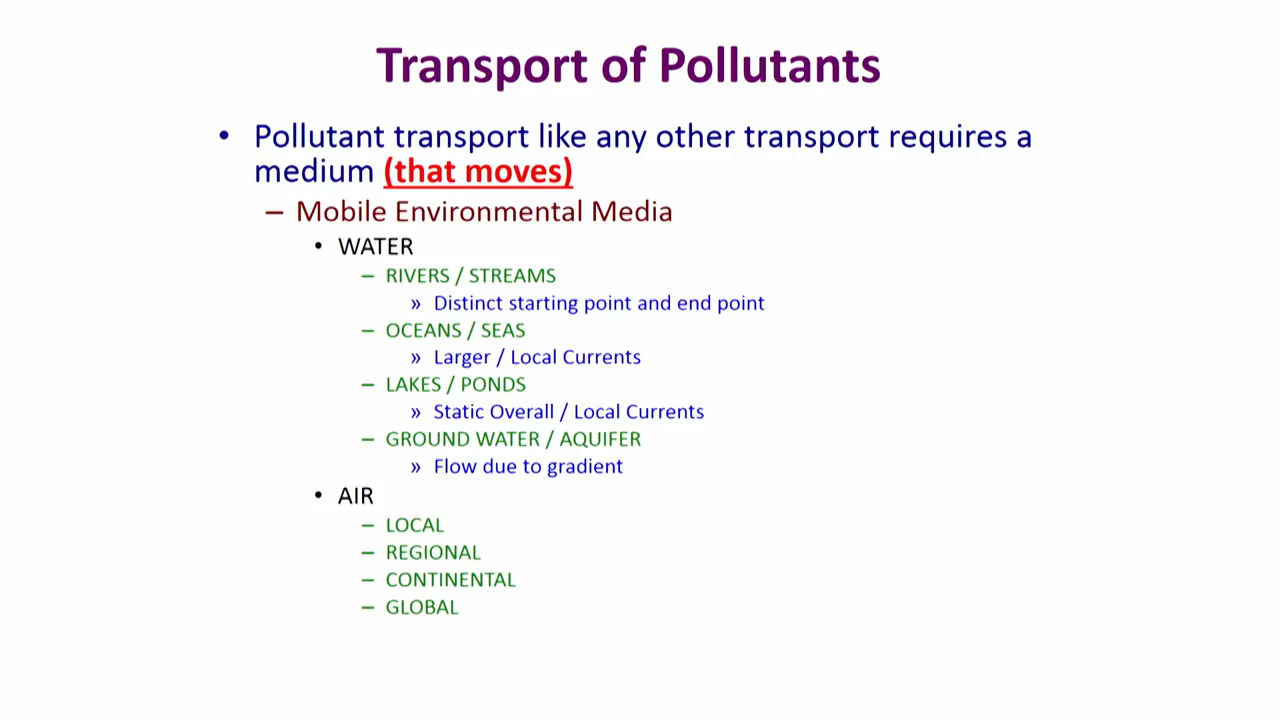 Transport of Pollutants
• Pollutant transport like any other transport requires a
medium (that moves)
– Mobile Environmental Media
• WATER
– RIVERS / STREAMS
» Distinct starting point and end point
– OCEANS / SEAS
» Larger / Local Currents
– LAKES / PONDS
» Static Overall / Local Currents
– GROUND WATER / AQUIFER
» Flow due to gradient
• AIR
– LOCAL
– REGIONAL
– CONTINENTAL
– GLOBAL